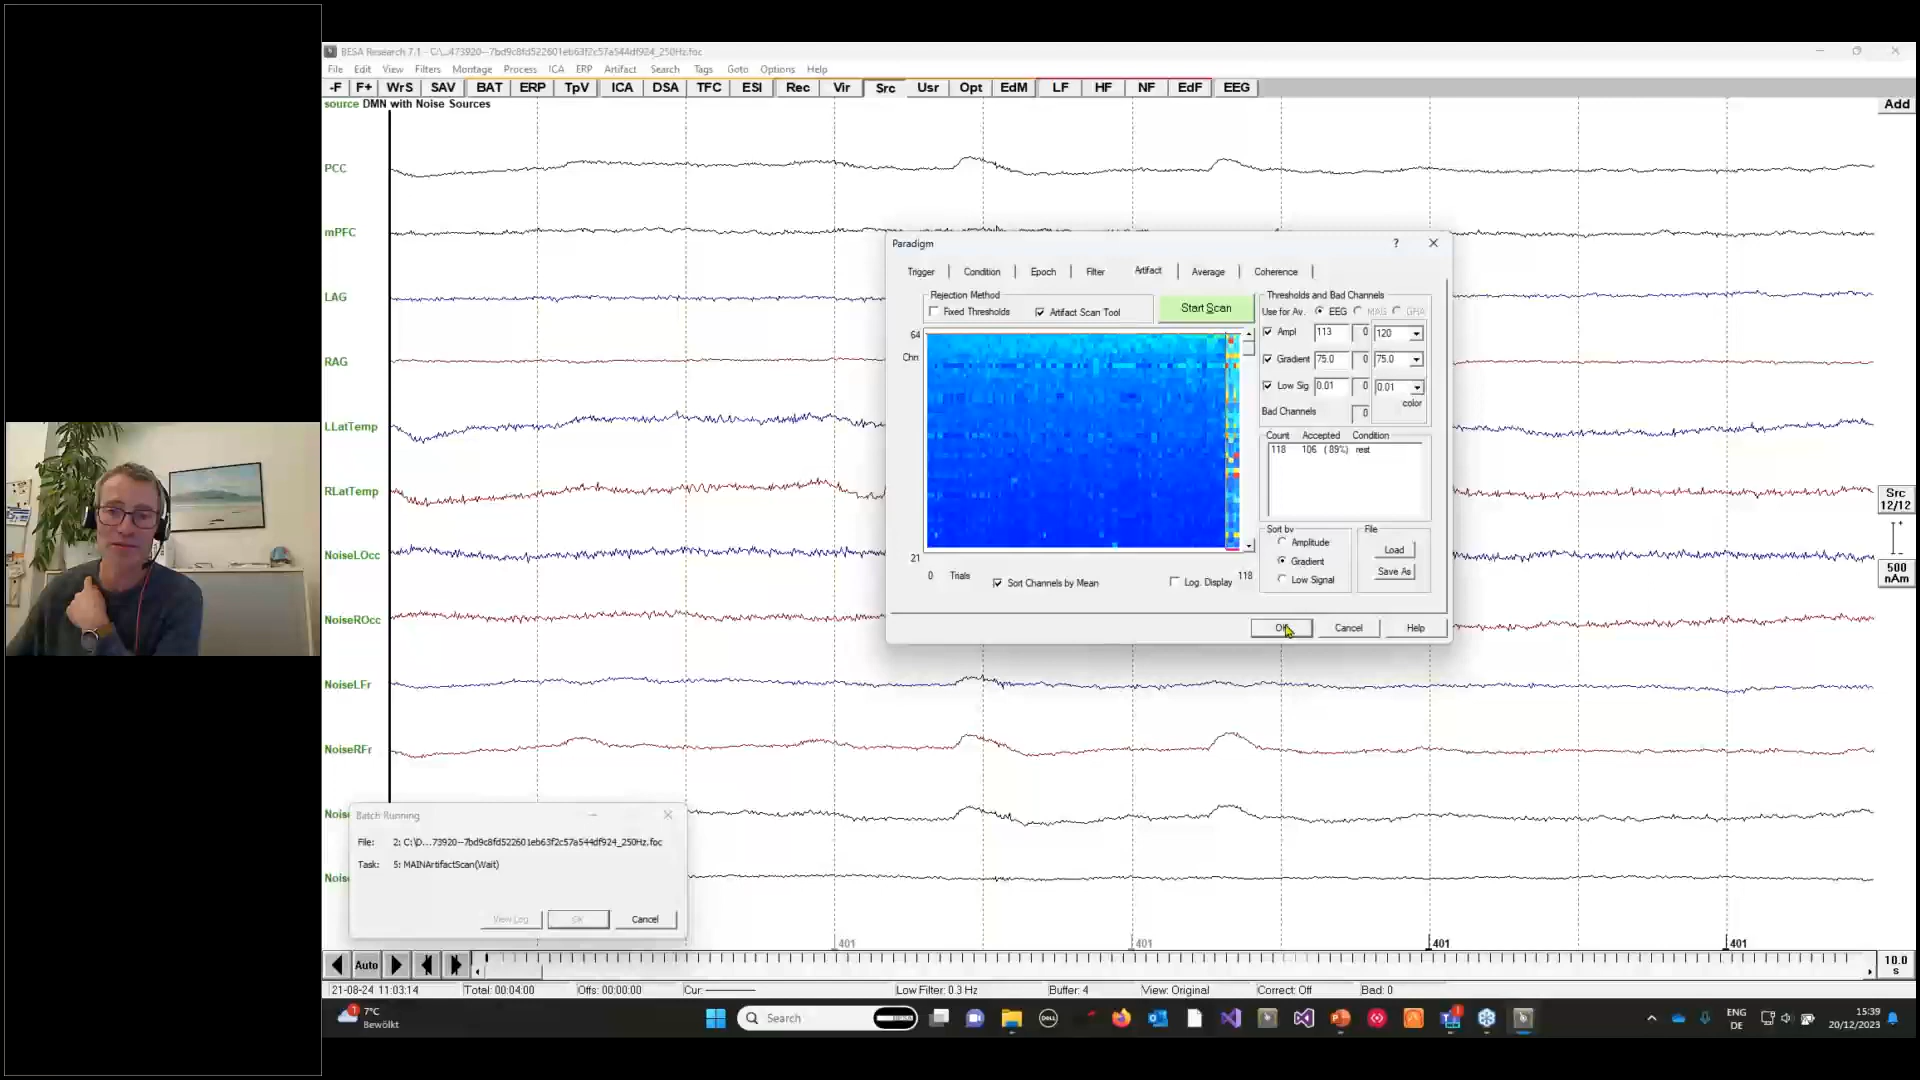 BESA Research 7.1 - C:\...473920--7bd9c8fd522601eb63f2c57a544df924_250Hz.foc
File Edit View Filters Montage Process ICA ERP Artifact Search Tags Goto Options Help
-F F+ WrS SAV BAT ERP TpV ICA DSA TFC ESI Rec Vir Src Usr Opt EdM LF HF NF EdF EEG
source DMN with Noise Sources
Add
PCC
mPFC
LAG
RAG
LLatTemp
RLatTemp
NoiseLOcc
NoiseROcc
NoiseLFr
NoiseRFr
Src
12/12
500
nAm
Paradigm
?
Trigger Condition Epoch Filter Artifact Average Coherence
Rejection Method
Fixed Thresholds Artifact Scan Tool
Start Scan
64
Chn
21
0 Trials 118
Sort Channels by Mean Log. Display
Thresholds and Bad Channels
Use for Av. EEG MAG GRA
Ampl 113 0 120
Gradient 75.0 0 75.0
Low Sig 0.01 0 0.01
color
Bad Channels 0
Count Accepted Condition
118 106 ( 89%) rest
Sort by
Amplitude
Gradient
Low Signal
File
Load
Save As
Cancel Help
Batch Running
File: 2: C:\D...73920--7bd9c8fd522601eb63f2c57a544df924_250Hz.foc
Task: 5: MAINArtifactScan(Wait)
View Log OK Cancel
401 401 401 401
Auto
10.0
s
21-08-24 11:03:14 Total: 00:04:00 Offs: 00:00:00 Cur: Low Filter: 0.3 Hz Buffer: 4 View: Original Correct: Off Bad: 0
7°C
Bewölkt
Search
DELL
ENG
DE
15:39
20/12/2023